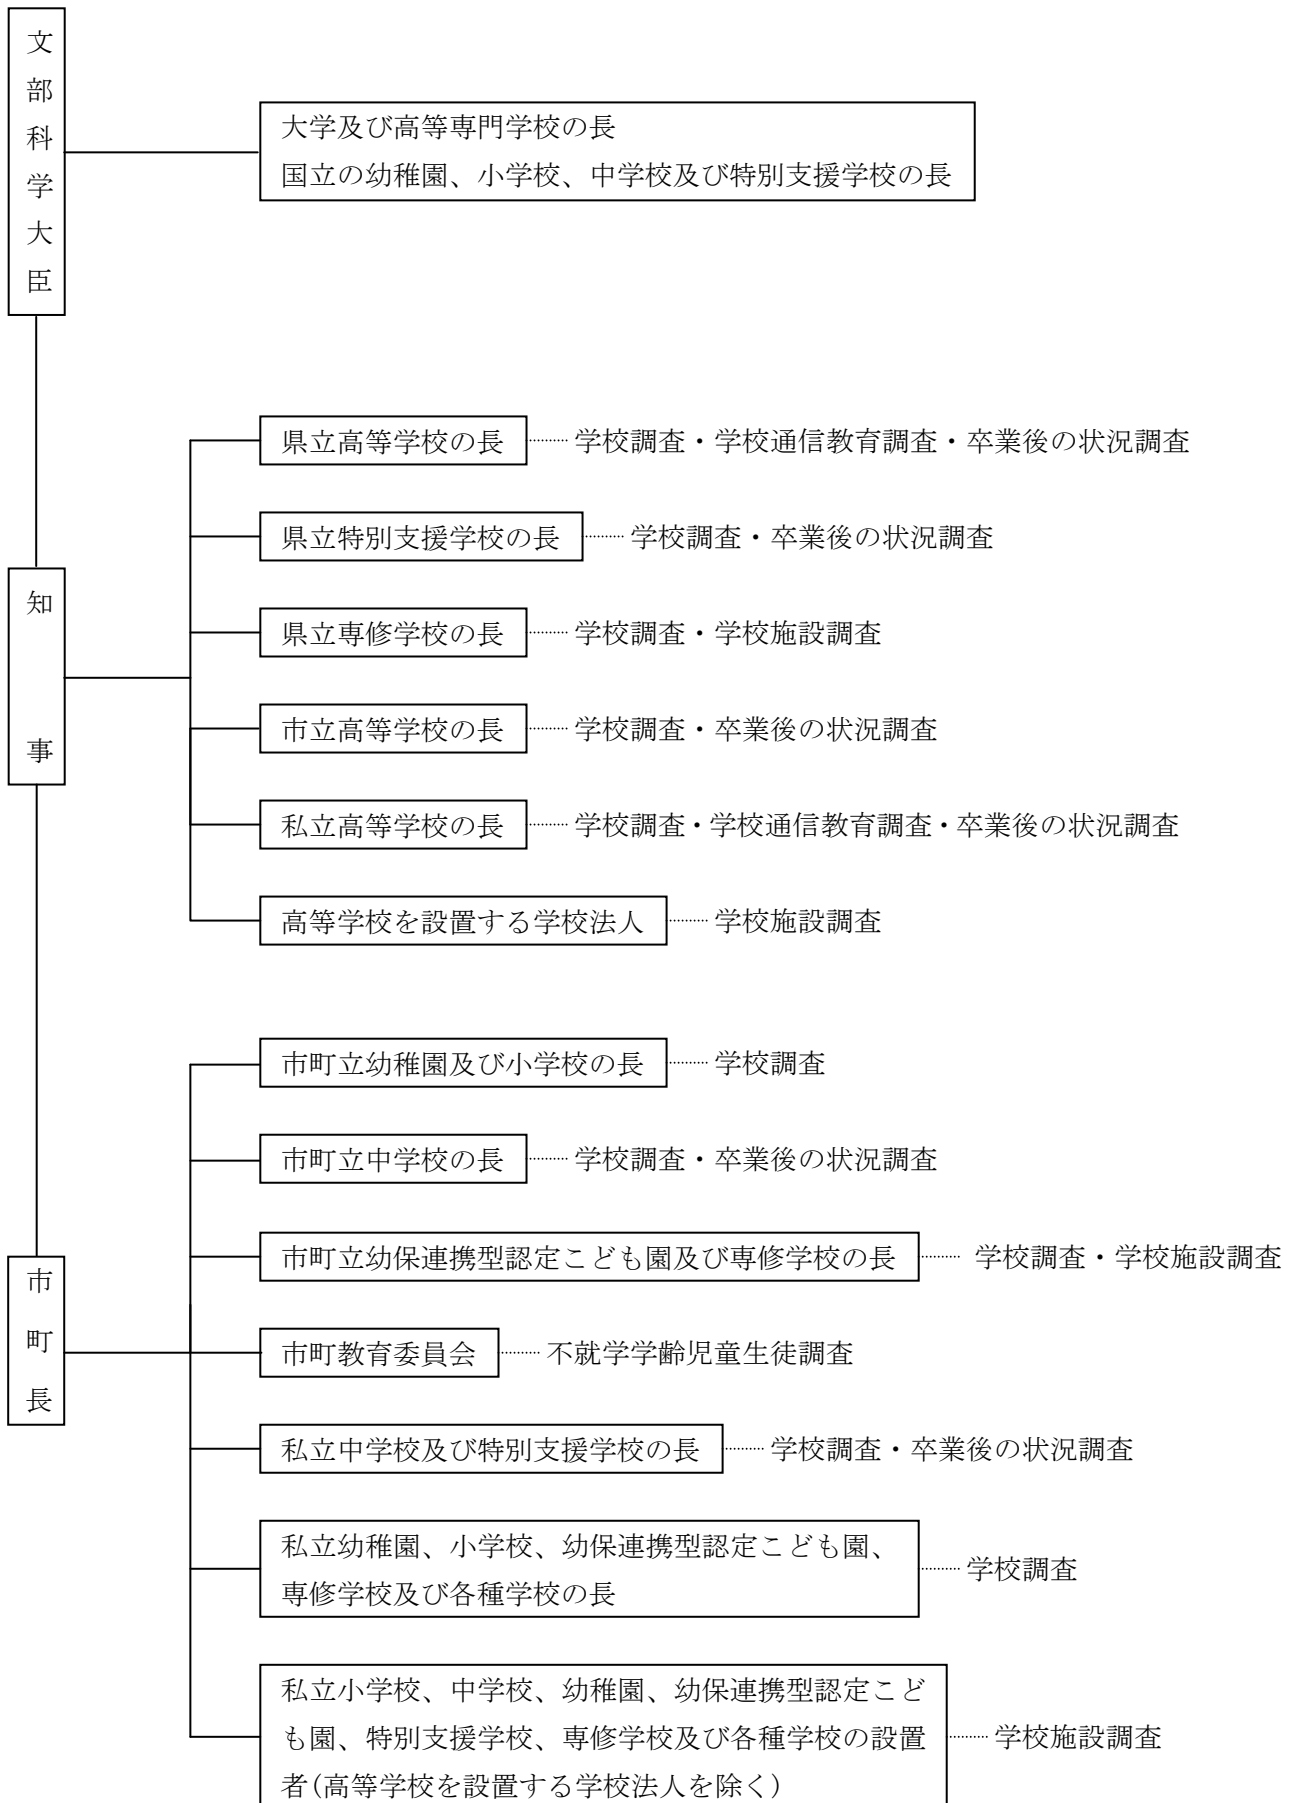 文部科学大臣
大学及び高等専門学校の長
国立の幼稚園、小学校、中学校及び特別支援学校の長
知事
県立高等学校の長 学校調査・学校通信教育調査・卒業後の状況調査
県立特別支援学校の長 学校調査・卒業後の状況調査
県立専修学校の長 学校調査・学校施設調査
市立高等学校の長 学校調査・卒業後の状況調査
私立高等学校の長 学校調査・学校通信教育調査・卒業後の状況調査
高等学校を設置する学校法人 学校施設調査
市町長
市町立幼稚園及び小学校の長 学校調査
市町立中学校の長 学校調査・卒業後の状況調査
市町立幼保連携型認定こども園及び専修学校の長 学校調査・学校施設調査
市町教育委員会 不就学学齢児童生徒調査
私立中学校及び特別支援学校の長 学校調査・卒業後の状況調査
私立幼稚園、小学校、幼保連携型認定こども園、
専修学校及び各種学校の長 学校調査
私立小学校、中学校、幼稚園、幼保連携型認定こど
も園、特別支援学校、専修学校及び各種学校の設置 学校施設調査
者(高等学校を設置する学校法人を除く)